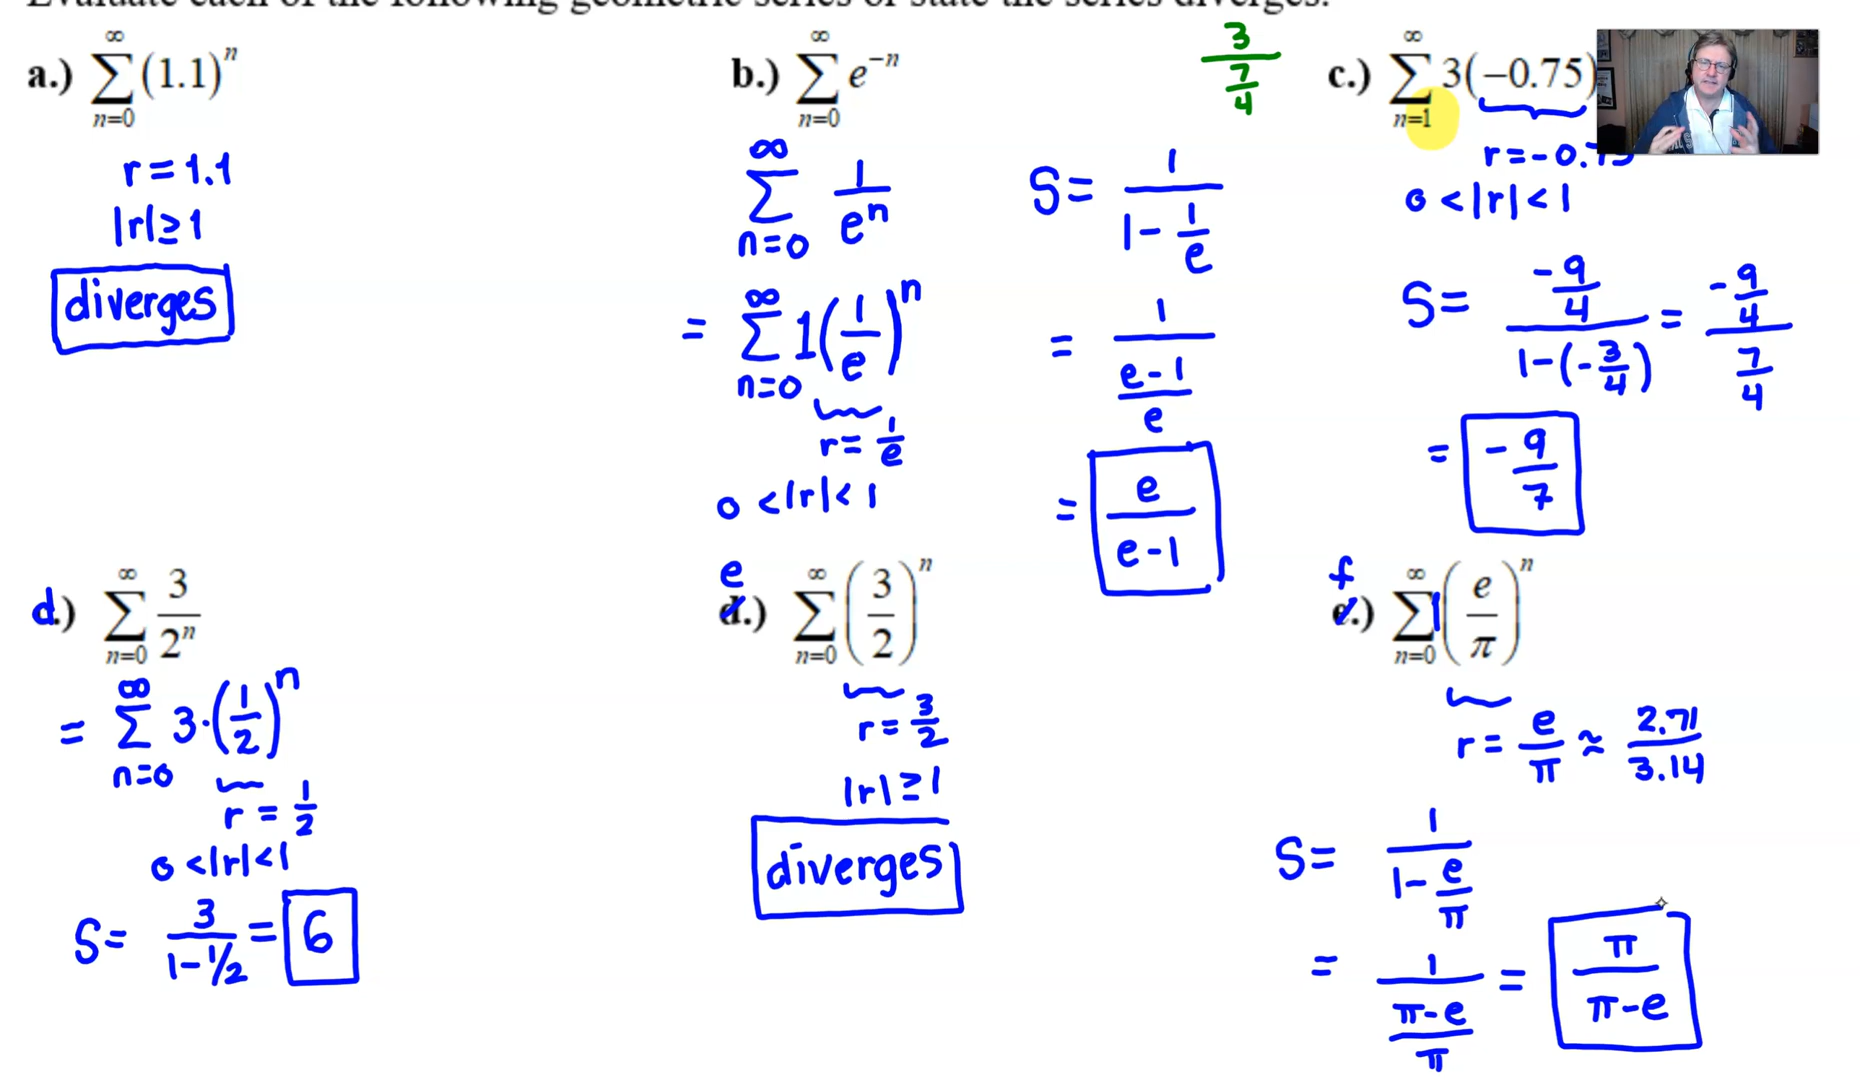 Evaluate each of the following geometric series or state the series diverges.
a.) ∞ ∑ n=0 (1.1)^n
r = 1.1
|r| ≥ 1
diverges
b.) ∞ ∑ n=0 e^−n
∞ ∑ n=0 1/e^n
= ∞ ∑ n=0 1(1/e)^n
r = 1/e
0 < |r| < 1
S = 1/(1 - 1/e)
= 1/((e-1)/e)
= e/(e-1)
3/(7/4)
c.) ∞ ∑ n=1 3(−0.75)
r = -0.75
0 < |r| < 1
S = (-9/4)/(1-(-3/4)) = (-9/4)/(7/4)
= -9/7
d.) ∞ ∑ n=0 3/2^n
= ∞ ∑ n=0 3·(1/2)^n
r = 1/2
0 < |r| < 1
S = 3/(1-1/2) = 6
e
d.) ∞ ∑ n=0 (3/2)^n
r = 3/2
|r| ≥ 1
diverges
f
e.) ∞ ∑ n=0 1(e/π)^n
r = e/π ≈ 2.71/3.14
S = 1/(1 - e/π)
= 1/((π-e)/π) = π/(π-e)